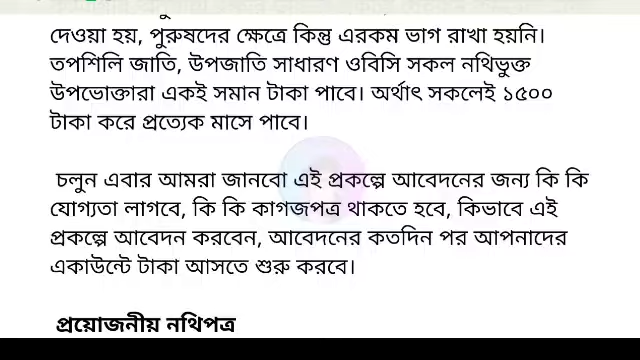 দেওয়া হয়, পুরুষদের ক্ষেত্রে কিন্তু এরকম ভাগ রাখা হয়নি।
তপশিলি জাতি, উপজাতি সাধারণ ওবিসি সকল নথিভুক্ত
উপভোক্তারা একই সমান টাকা পাবে। অর্থাৎ সকলেই ১৫০০
টাকা করে প্রত্যেক মাসে পাবে।
চলুন এবার আমরা জানবো এই প্রকল্পে আবেদনের জন্য কি কি
যোগ্যতা লাগবে, কি কি কাগজপত্র থাকতে হবে, কিভাবে এই
প্রকল্পে আবেদন করবেন, আবেদনের কতদিন পর আপনাদের
একাউন্টে টাকা আসতে শুরু করবে।
প্রয়োজনীয় নথিপত্র